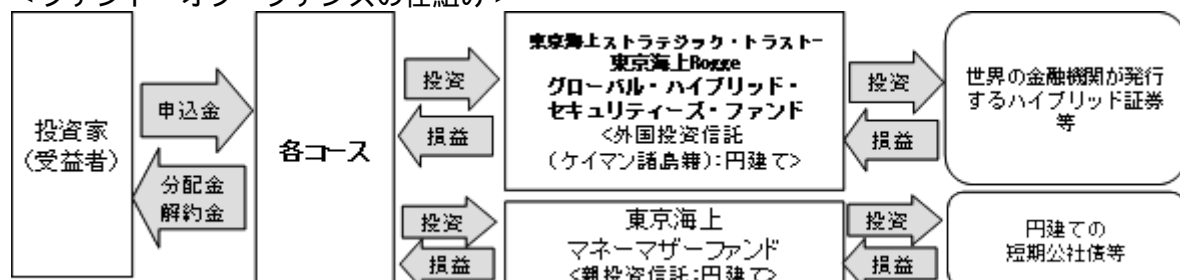 <ファンド・オブ・ファンズの仕組み>
投資家
(受益者)
申込金
分配金
解約金
各コース
投資
損益
投資
損益
東京海上ストラテジック・トラスト−
東京海上Rogge
グローバル・ハイブリッド・
セキュリティーズ・ファンド
<外国投資信託
(ケイマン諸島籍):円建て>
東京海上
マネーマザーファンド
<親投資信託:円建て>
投資
損益
投資
損益
世界の金融機関が発行
するハイブリッド証券
等
円建ての
短期公社債等